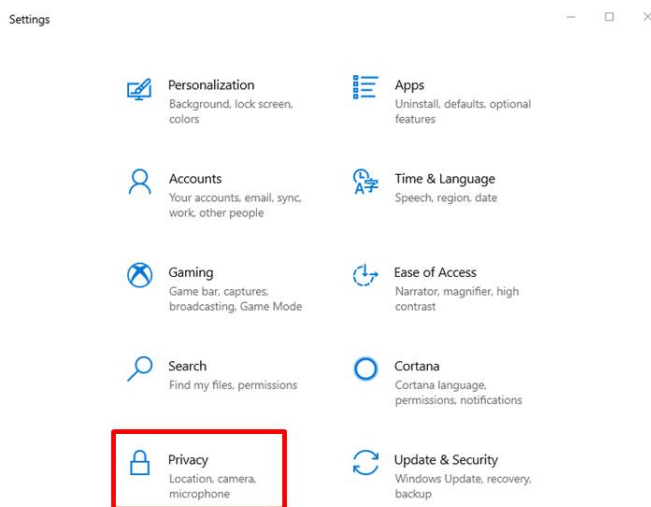 Settings
Personalization
Background, lock screen,
colors
Apps
Uninstall, defaults, optional
features
Accounts
Your accounts, email, sync,
work, other people
A字
Time & Language
Speech, region, date
Gaming
Game bar, captures,
broadcasting, Game Mode
Ease of Access
Narrator, magnifier, high
contrast
Search
Find my files, permissions
Cortana
Cortana language,
permissions, notifications
Privacy
Location, camera,
microphone
Update & Security
Windows Update, recovery,
backup